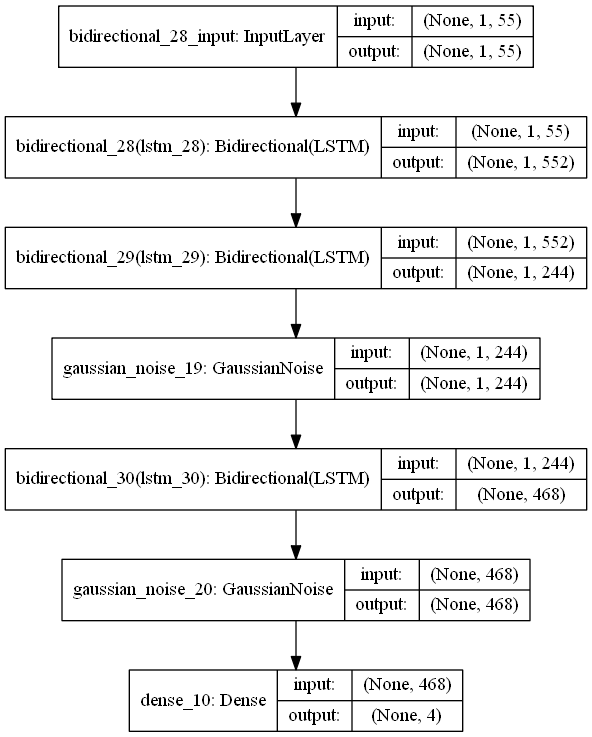 bidirectional_28_input: InputLayer input: (None, 1, 55)
output: (None, 1, 55)
bidirectional_28(lstm_28): Bidirectional(LSTM) input: (None, 1, 55)
output: (None, 1, 552)
bidirectional_29(lstm_29): Bidirectional(LSTM) input: (None, 1, 552)
output: (None, 1, 244)
gaussian_noise_19: GaussianNoise input: (None, 1, 244)
output: (None, 1, 244)
bidirectional_30(lstm_30): Bidirectional(LSTM) input: (None, 1, 244)
output: (None, 468)
gaussian_noise_20: GaussianNoise input: (None, 468)
output: (None, 468)
dense_10: Dense input: (None, 468)
output: (None, 4)